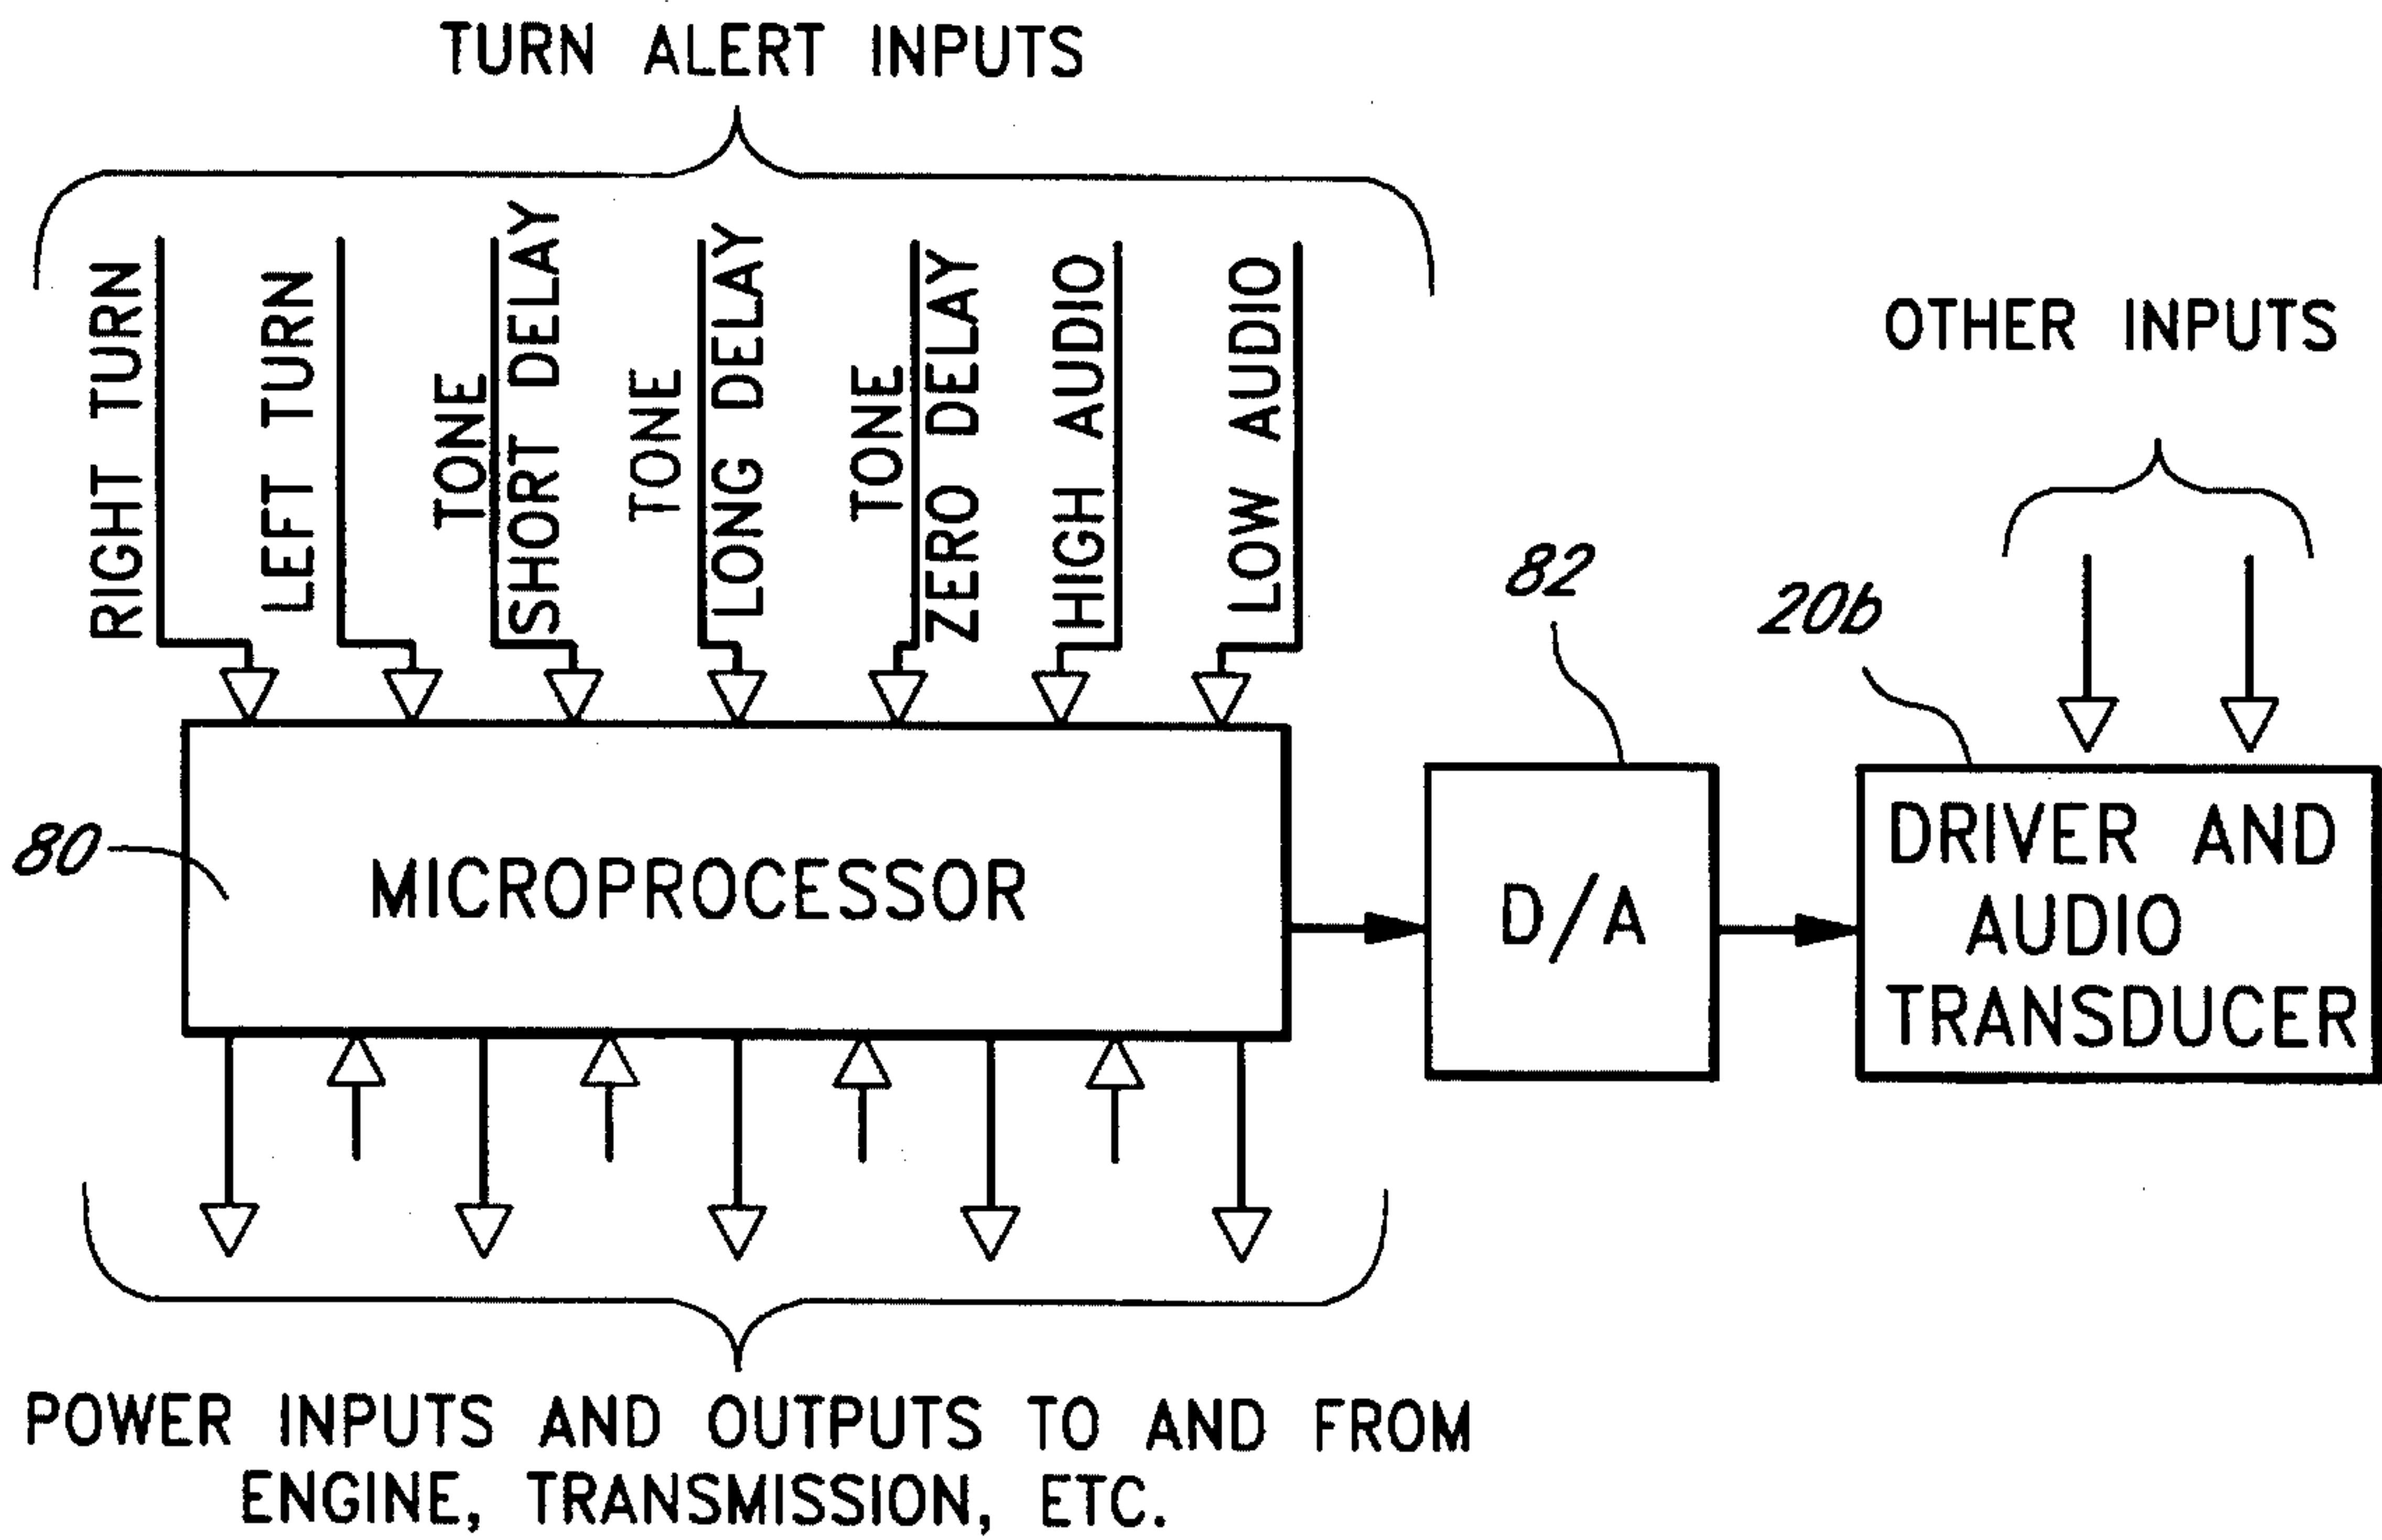 TURN ALERT INPUTS
RIGHT TURN
LEFT TURN
TONE
SHORT DELAY
TONE
LONG DELAY
TONE
ZERO DELAY
HIGH AUDIO
LOW AUDIO
OTHER INPUTS
82
20b
80
MICROPROCESSOR
D/A
DRIVER AND
AUDIO
TRANSDUCER
POWER INPUTS AND OUTPUTS TO AND FROM
ENGINE, TRANSMISSION, ETC.